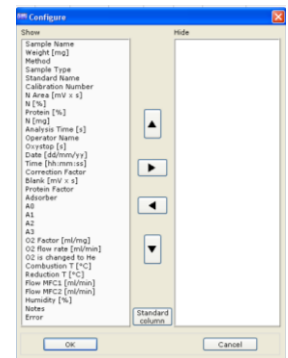 Configure
Show
Hide
Sample Name
Weight [mg]
Method
Sample Type
Standard Name
Calibration Number
N Area [mV x s]
N [%]
Protein [%]
N [mg]
Analysis Time [s]
Operator Name
Oxystop [s]
Date [dd/mm/yy]
Time [hh:mm:ss]
Correction Factor
Blank [mV x s]
Protein Factor
Adsorber
A0
A1
A2
A3
O2 Factor [ml/mg]
O2 flow rate [ml/min]
O2 is changed to He
Combustion T [°C]
Reduction T [°C]
Flow MFC1 [ml/min]
Flow MFC2 [ml/min]
Humidity [%]
Notes
Error
Standard
column
OK
Cancel